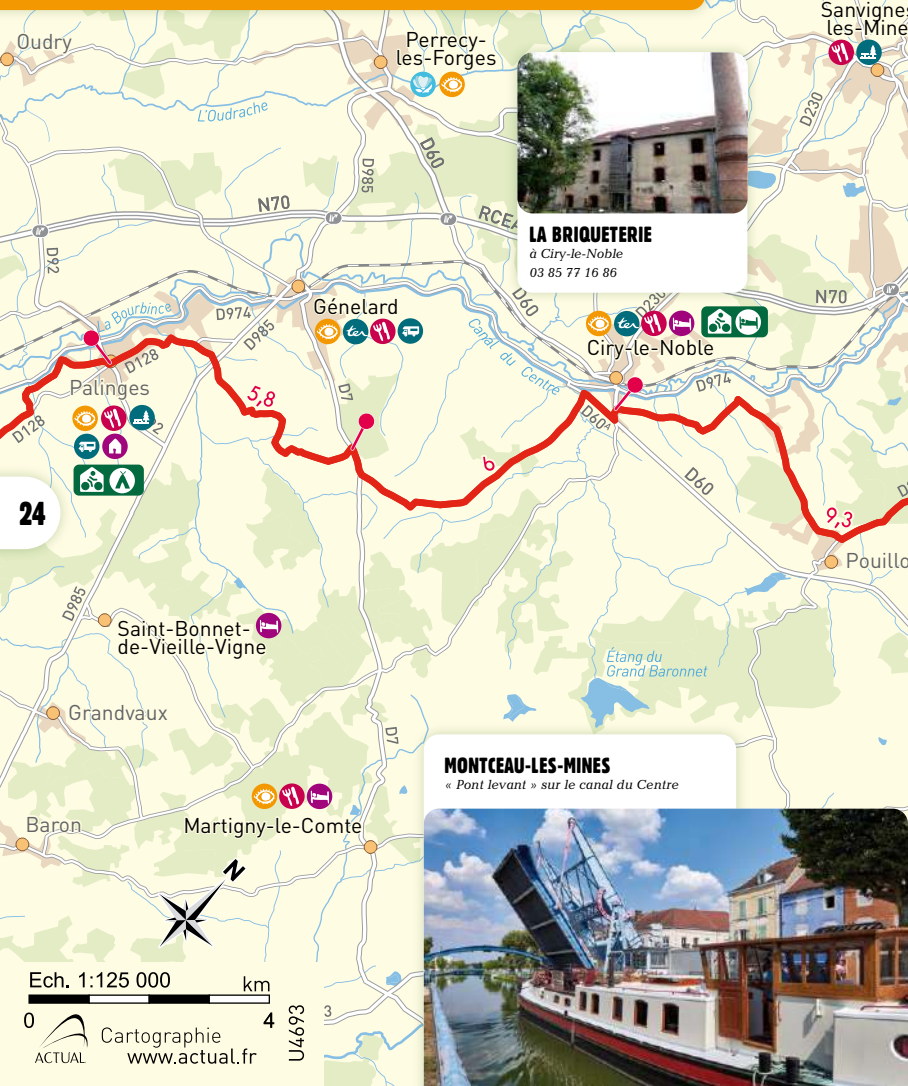 Oudry
Perrecy-
les-Forges
Sanvignes
les-Mine
L'Oudrache
D230
D60
D985
N70
RCEA
D92
LA BRIQUETERIE
à Ciry-le-Noble
03 85 77 16 86
D60
D230
N70
La Bourbince
D974
D985
Génelard
ter
Canal du Centre
ter
Ciry-le-Noble
D974
D128
Palinges
D128
2
5,8
D7
6
D60A
D60
9,3
24
Pouillo
D985
Saint-Bonnet-
de-Vieille-Vigne
Étang du
Grand Baronnet
Grandvaux
D7
MONTCEAU-LES-MINES
« Pont levant » sur le canal du Centre
Baron
Martigny-le-Comte
N
Ech. 1:125 000
km
0
4
3
ACTUAL
Cartographie
www.actual.fr
U4693